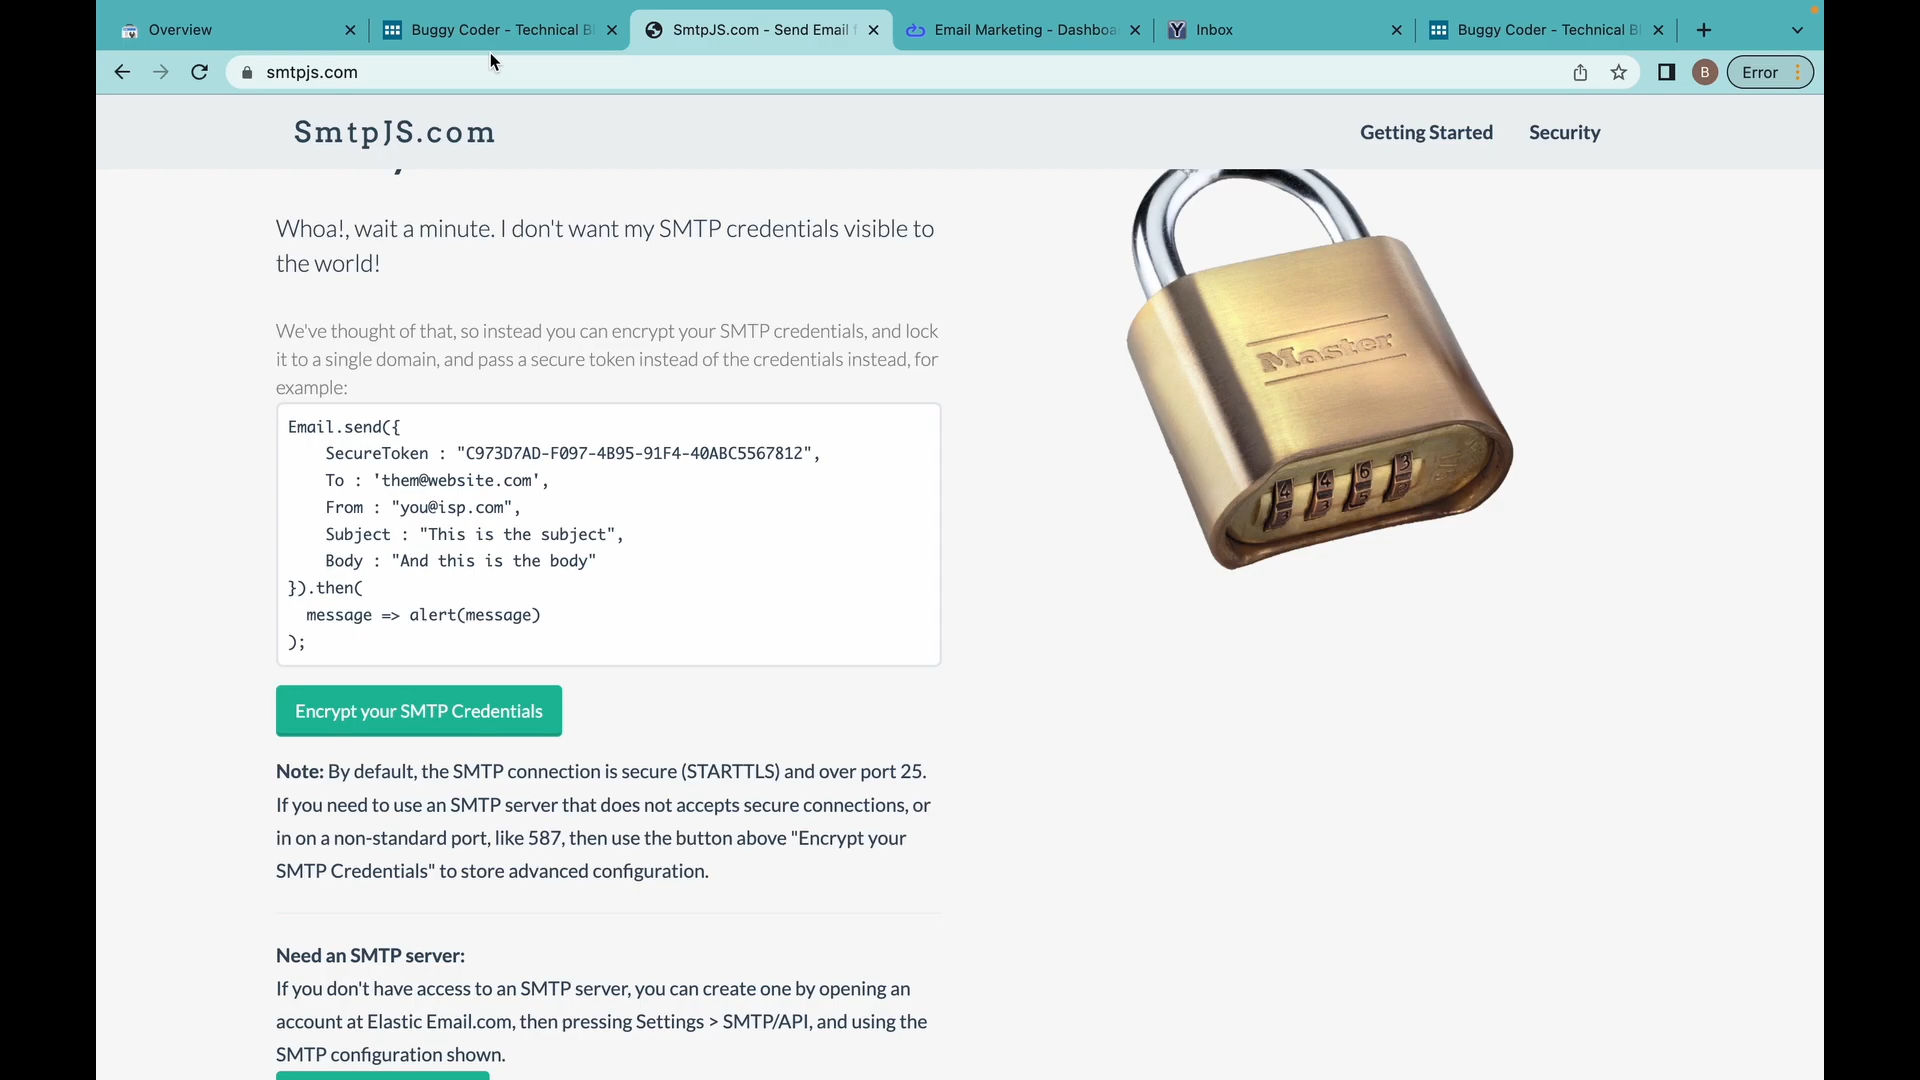 Overview
Buggy Coder - Technical Bl
SmtpJS.com - Send Email f
Email Marketing - Dashboa
Inbox
Buggy Coder - Technical Bl
smtpjs.com
B
Error
SmtpJS.com
Getting Started
Security
Whoa!, wait a minute. I don't want my SMTP credentials visible to
the world!
We've thought of that, so instead you can encrypt your SMTP credentials, and lock
it to a single domain, and pass a secure token instead of the credentials instead, for
example:
Email.send({
SecureToken : "C973D7AD-F097-4B95-91F4-40ABC5567812",
To : 'them@website.com',
From : "you@isp.com",
Subject : "This is the subject",
Body : "And this is the body"
}).then(
message => alert(message)
);
Master
Encrypt your SMTP Credentials
Note: By default, the SMTP connection is secure (STARTTLS) and over port 25.
If you need to use an SMTP server that does not accepts secure connections, or
in on a non-standard port, like 587, then use the button above "Encrypt your
SMTP Credentials" to store advanced configuration.
Need an SMTP server:
If you don't have access to an SMTP server, you can create one by opening an
account at Elastic Email.com, then pressing Settings > SMTP/API, and using the
SMTP configuration shown.